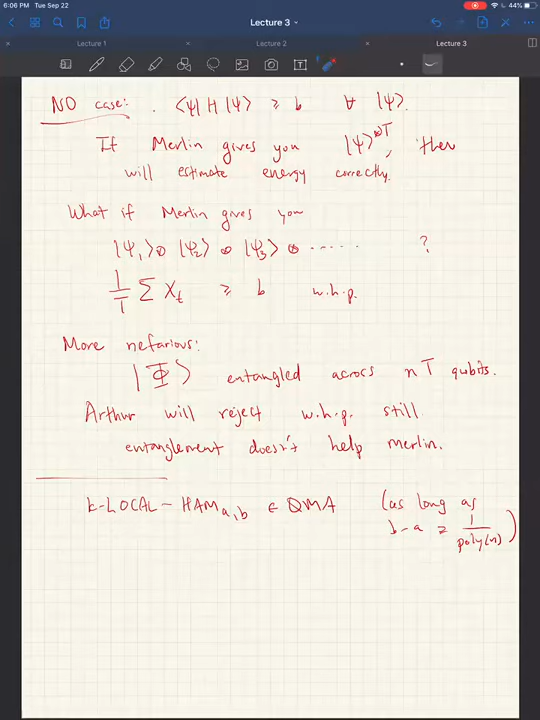 6:06 PM Tue Sep 22
44%
Lecture 3
Lecture 1
Lecture 2
Lecture 3
NO case: . ⟨ψ| H |ψ⟩ ≥ b ∀ |ψ⟩.
If Merlin gives you |ψ⟩^⊗T, then
will estimate energy correctly.
What if Merlin gives you
|ψ₁⟩ ⊗ |ψ₂⟩ ⊗ |ψ₃⟩ ⊗ ..... ?
1/T ∑ X_t ≥ b w.h.p.
More nefarious:
|Φ⟩ entangled across nT qubits.
Arthur will reject w.h.p. still.
entanglement doesn't help merlin.
k-LOCAL-HAM_a,b ∈ QMA (as long as
b-a ≥ 1/poly(n))